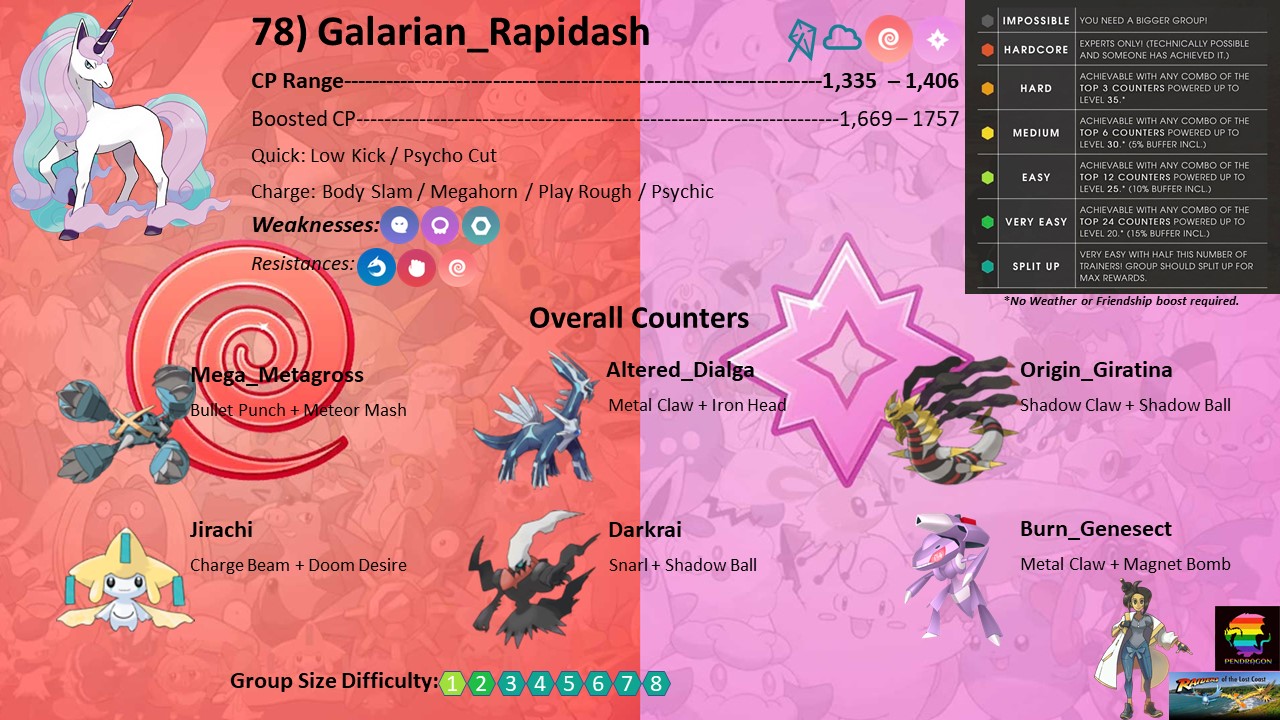 78) Galarian_Rapidash
CP Range--------------------------------------------------------------------1,335 – 1,406
Boosted CP---------------------------------------------------------------------1,669 – 1757
Quick: Low Kick / Psycho Cut
Charge: Body Slam / Megahorn / Play Rough / Psychic
Weaknesses:
Resistances:
IMPOSSIBLE YOU NEED A BIGGER GROUP!
HARDCORE EXPERTS ONLY! (TECHNICALLY POSSIBLE
AND SOMEONE HAS ACHIEVED IT.)
HARD ACHIEVABLE WITH ANY COMBO OF THE
TOP 3 COUNTERS POWERED UP TO
LEVEL 35.*
MEDIUM ACHIEVABLE WITH ANY COMBO OF THE
TOP 6 COUNTERS POWERED UP TO
LEVEL 30.* (5% BUFFER INCL.)
EASY ACHIEVABLE WITH ANY COMBO OF THE
TOP 12 COUNTERS POWERED UP TO
LEVEL 25.* (10% BUFFER INCL.)
VERY EASY ACHIEVABLE WITH ANY COMBO OF THE
TOP 24 COUNTERS POWERED UP TO
LEVEL 20.* (15% BUFFER INCL.)
SPLIT UP VERY EASY WITH HALF THIS NUMBER OF
TRAINERS! GROUP SHOULD SPLIT UP FOR
MAX REWARDS.
*No Weather or Friendship boost required.
Overall Counters
Mega_Metagross
Bullet Punch + Meteor Mash
Altered_Dialga
Metal Claw + Iron Head
Origin_Giratina
Shadow Claw + Shadow Ball
Jirachi
Charge Beam + Doom Desire
Darkrai
Snarl + Shadow Ball
Burn_Genesect
Metal Claw + Magnet Bomb
Group Size Difficulty: 1 2 3 4 5 6 7 8
PENDRAGON
RAIDERS of the Lost Coast